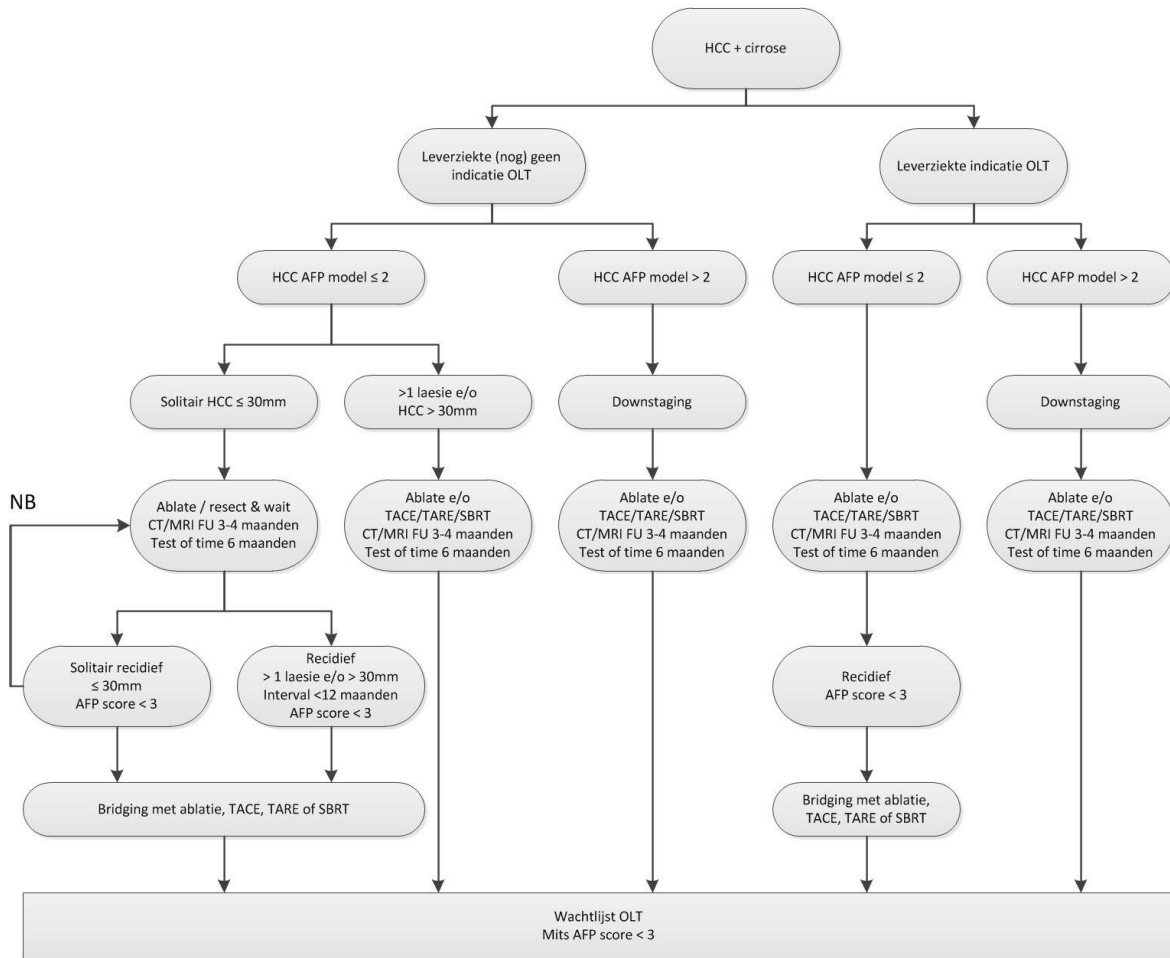 HCC + cirrose
Leverziekte (nog) geen
indicatie OLT
Leverziekte indicatie OLT
HCC AFP model ≤ 2
HCC AFP model > 2
HCC AFP model ≤ 2
HCC AFP model > 2
Solitair HCC ≤ 30mm
>1 laesie e/o
HCC > 30mm
Downstaging
Downstaging
NB
Ablate / resect & wait
CT/MRI FU 3-4 maanden
Test of time 6 maanden
Ablate e/o
TACE/TARE/SBRT
CT/MRI FU 3-4 maanden
Test of time 6 maanden
Ablate e/o
TACE/TARE/SBRT
CT/MRI FU 3-4 maanden
Test of time 6 maanden
Ablate e/o
TACE/TARE/SBRT
CT/MRI FU 3-4 maanden
Test of time 6 maanden
Ablate e/o
TACE/TARE/SBRT
CT/MRI FU 3-4 maanden
Test of time 6 maanden
Solitair recidief
≤ 30mm
AFP score < 3
Recidief
> 1 laesie e/o > 30mm
Interval <12 maanden
AFP score < 3
Recidief
AFP score < 3
Bridging met ablatie, TACE, TARE of SBRT
Bridging met ablatie,
TACE, TARE of SBRT
Wachtlijst OLT
Mits AFP score < 3